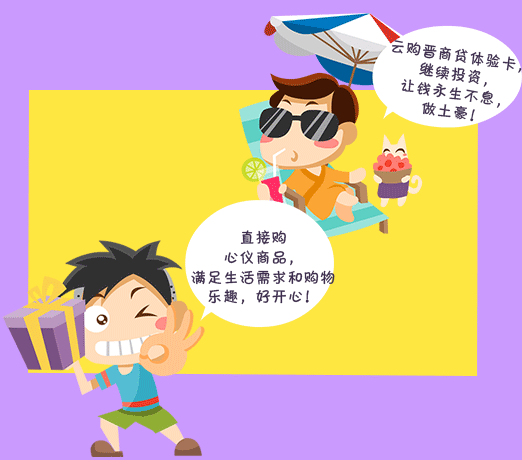 云购晋商贷体验卡,
继续投资,
让钱永生不息,
做土豪!
直接购
心仪商品,
满足生活需求和购物
乐趣,好开心!